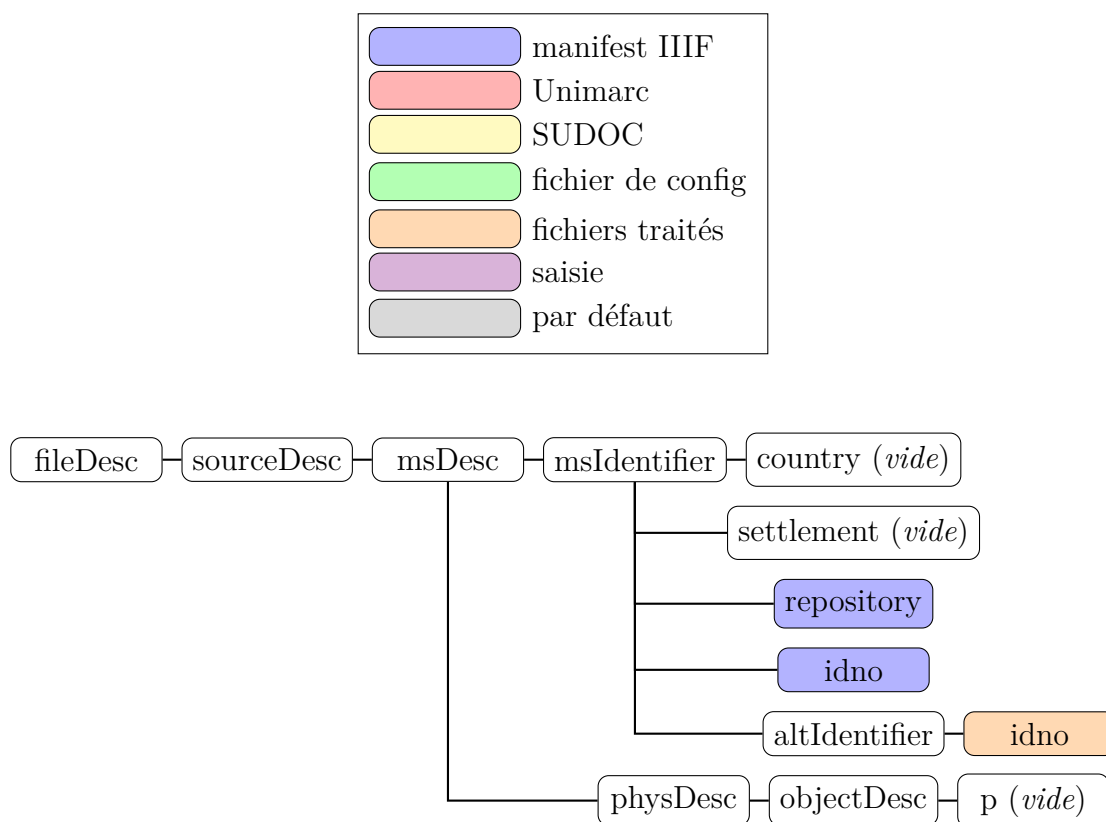 manifest IIIF
Unimarc
SUDOC
fichier de config
fichiers traités
saisie
par défaut
fileDesc sourceDesc msDesc msIdentifier country (vide)
settlement (vide)
repository
idno
altIdentifier idno
physDesc objectDesc p (vide)